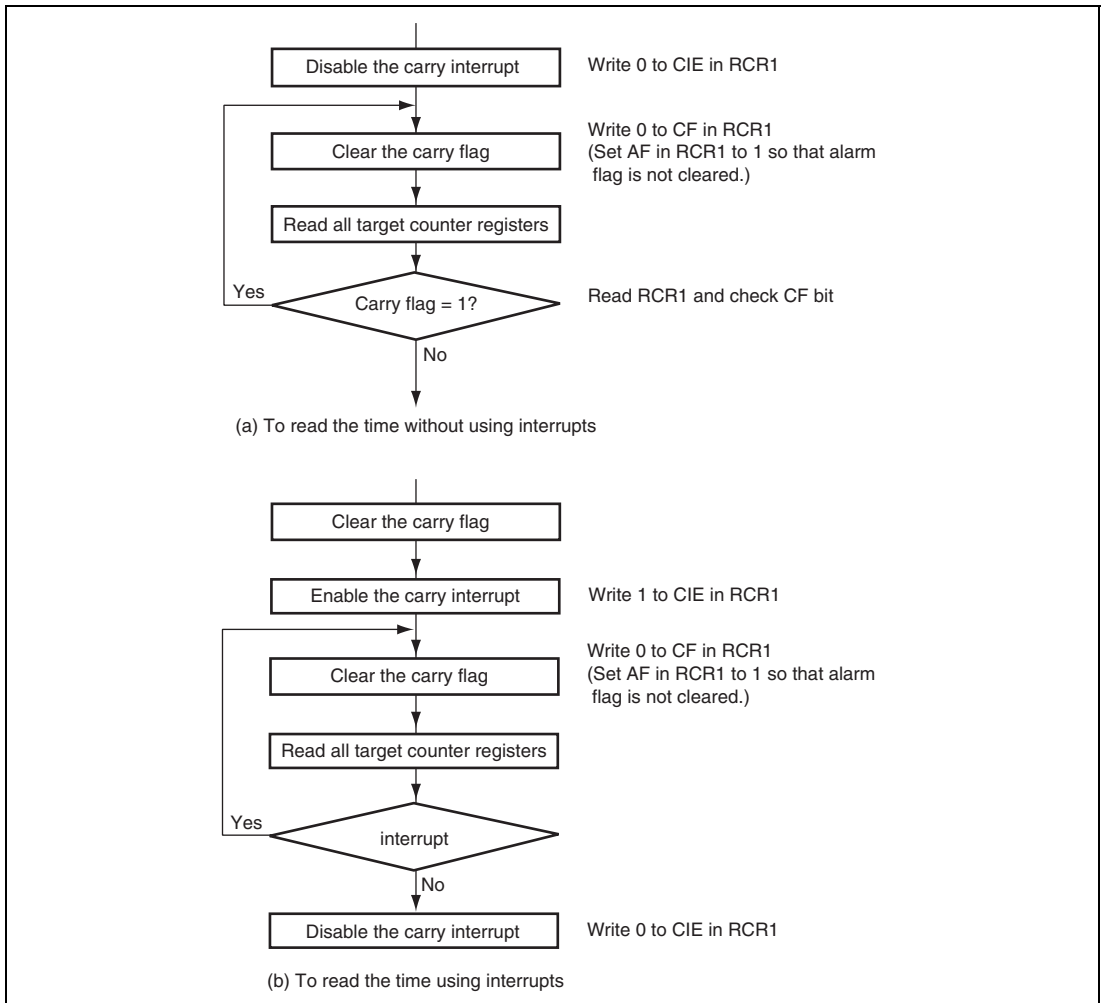 Disable the carry interrupt
Write 0 to CIE in RCR1
Clear the carry flag
Write 0 to CF in RCR1
(Set AF in RCR1 to 1 so that alarm
flag is not cleared.)
Read all target counter registers
Yes
Carry flag = 1?
Read RCR1 and check CF bit
No
(a) To read the time without using interrupts
Clear the carry flag
Enable the carry interrupt
Write 1 to CIE in RCR1
Clear the carry flag
Write 0 to CF in RCR1
(Set AF in RCR1 to 1 so that alarm
flag is not cleared.)
Read all target counter registers
Yes
interrupt
No
Disable the carry interrupt
Write 0 to CIE in RCR1
(b) To read the time using interrupts